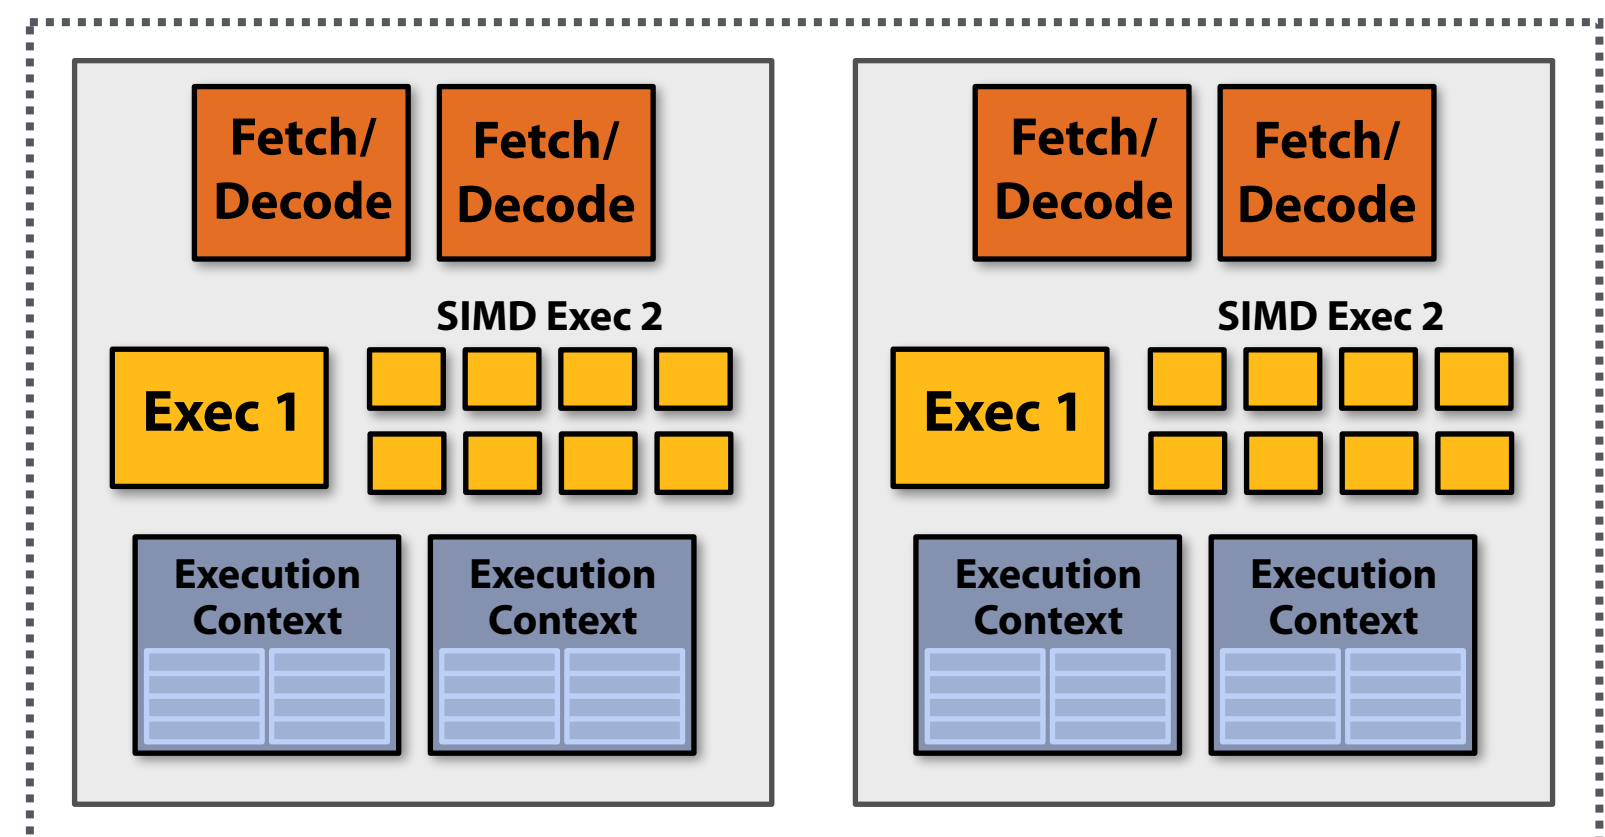 Fetch/
Decode
Fetch/
Decode
SIMD Exec 2
Exec 1
Execution
Context
Execution
Context
Fetch/
Decode
Fetch/
Decode
SIMD Exec 2
Exec 1
Execution
Context
Execution
Context